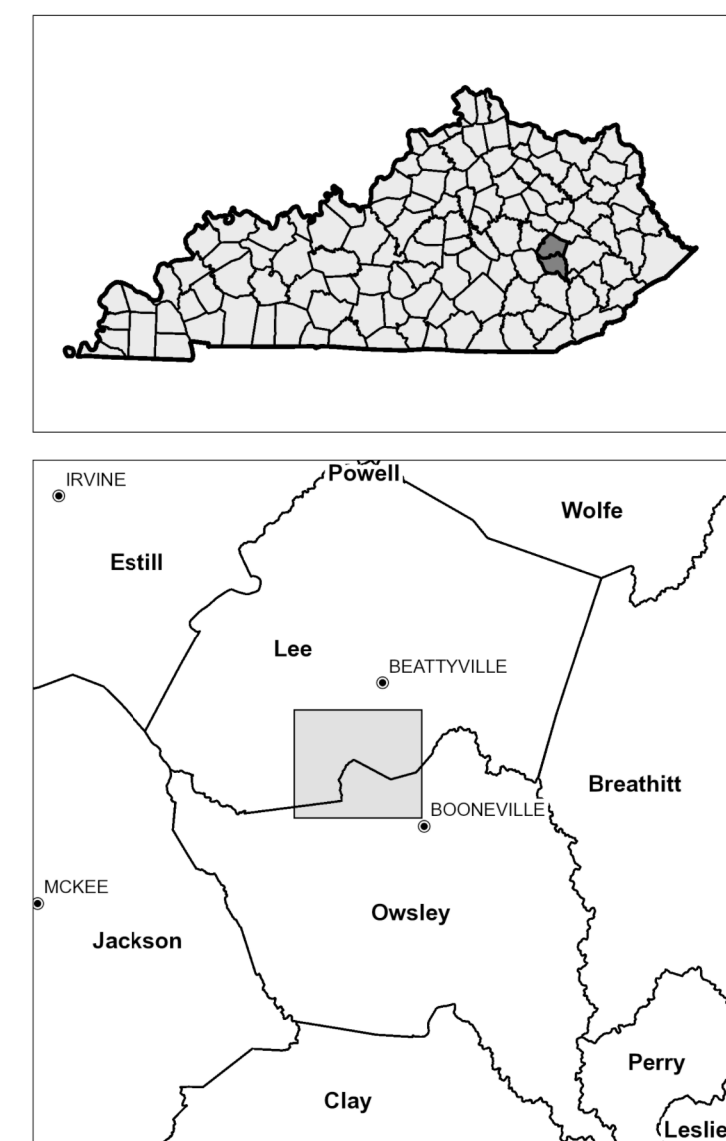 Powell
IRVINE
Wolfe
Estill
Lee
BEATTYVILLE
Breathitt
BOONEVILLE
MCKEE
Owsley
Jackson
Perry
Clay
Leslie